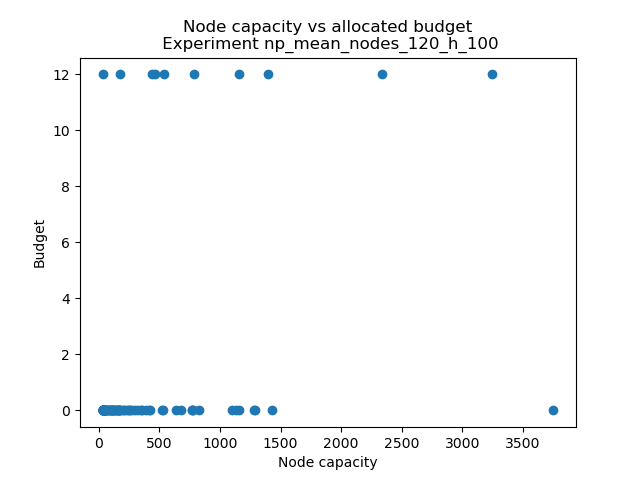 Node capacity vs allocated budget
Experiment np_mean_nodes_120_h_100
12
10
8
6
4
2
0
Budget
0 500 1000 1500 2000 2500 3000 3500
Node capacity